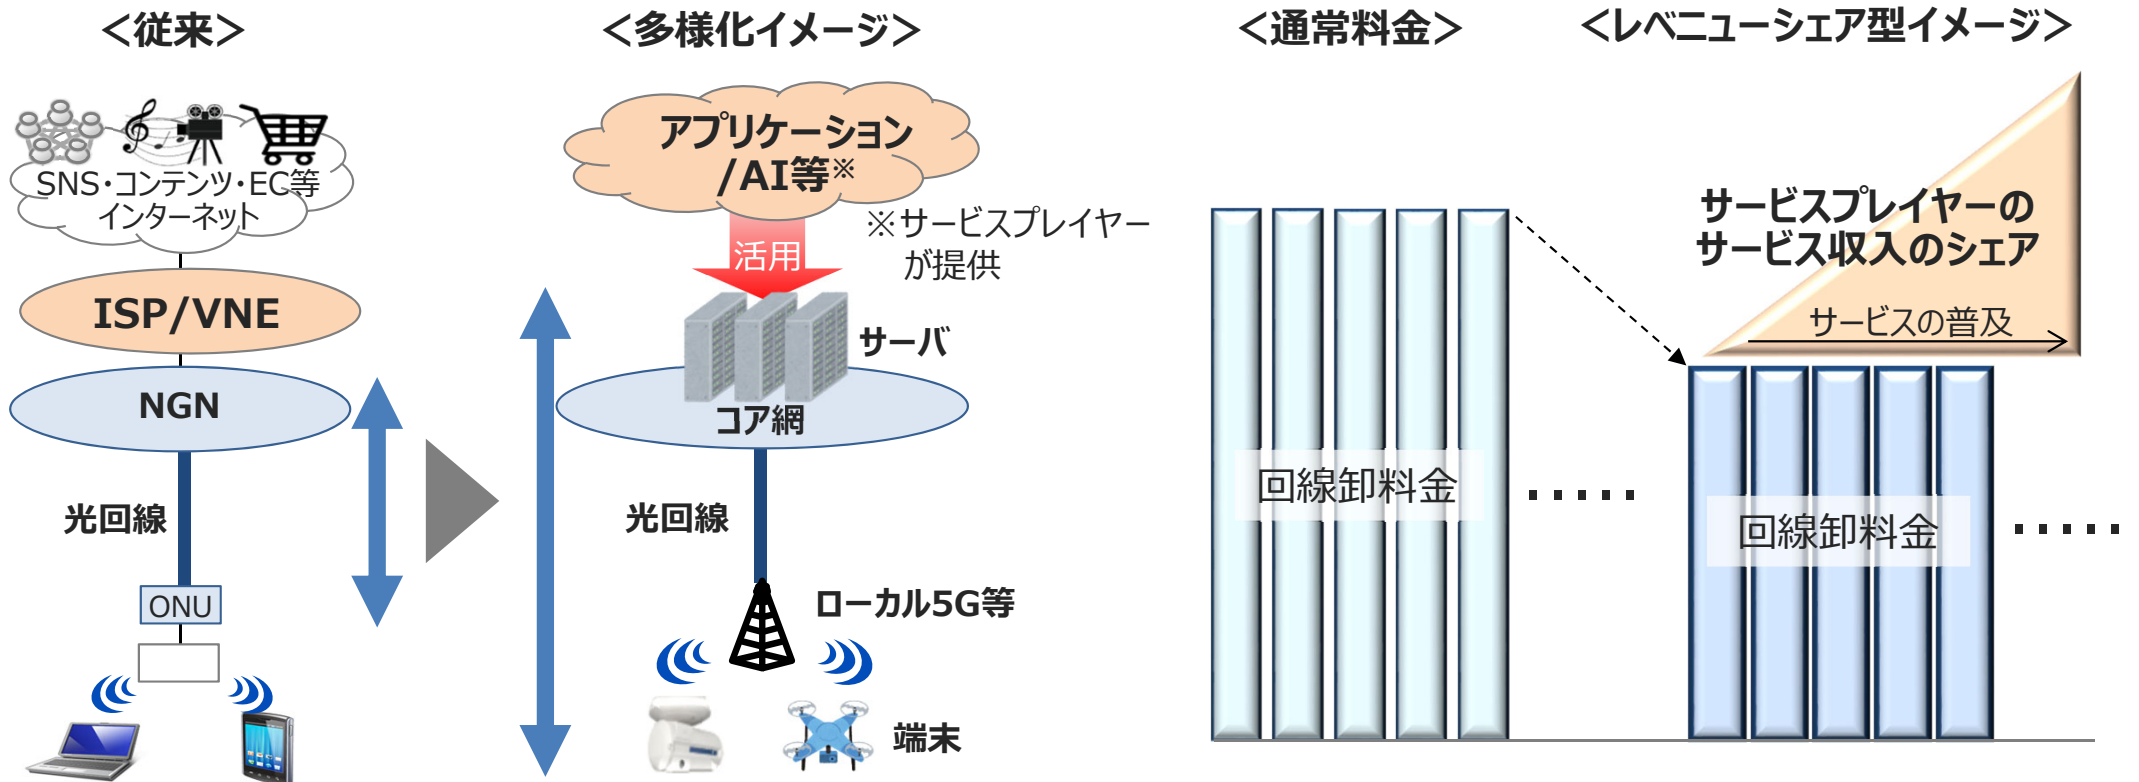 ＜従来＞
SNS・コンテンツ・EC等
インターネット
ISP/VNE
NGN
光回線
ONU
＜多様化イメージ＞
アプリケーション
/AI等※
※サービスプレイヤー
が提供
活用
サーバ
コア網
光回線
ローカル5G等
端末
＜通常料金＞
回線卸料金
･････
＜レベニューシェア型イメージ＞
サービスプレイヤーの
サービス収入のシェア
サービスの普及
回線卸料金
･････